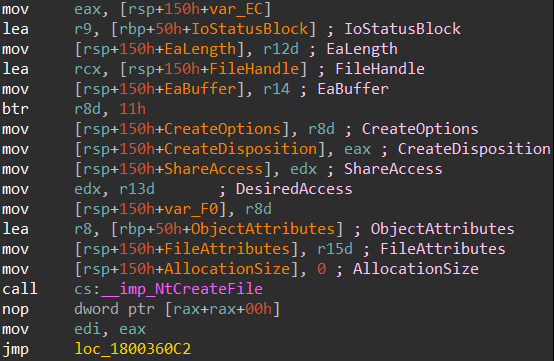 mov     eax, [rsp+150h+var_EC]
lea     r9, [rbp+50h+IoStatusBlock] ; IoStatusBlock
mov     [rsp+150h+EaLength], r12d ; EaLength
lea     rcx, [rsp+150h+FileHandle] ; FileHandle
mov     [rsp+150h+EaBuffer], r14 ; EaBuffer
btr     r8d, 11h
mov     [rsp+150h+CreateOptions], r8d ; CreateOptions
mov     [rsp+150h+CreateDisposition], eax ; CreateDisposition
mov     [rsp+150h+ShareAccess], edx ; ShareAccess
mov     edx, r13d       ; DesiredAccess
mov     [rsp+150h+var_F0], r8d
lea     r8, [rbp+50h+ObjectAttributes] ; ObjectAttributes
mov     [rsp+150h+FileAttributes], r15d ; FileAttributes
mov     [rsp+150h+AllocationSize], 0 ; AllocationSize
call    cs:__imp_NtCreateFile
nop     dword ptr [rax+rax+00h]
mov     edi, eax
jmp     loc_1800360C2